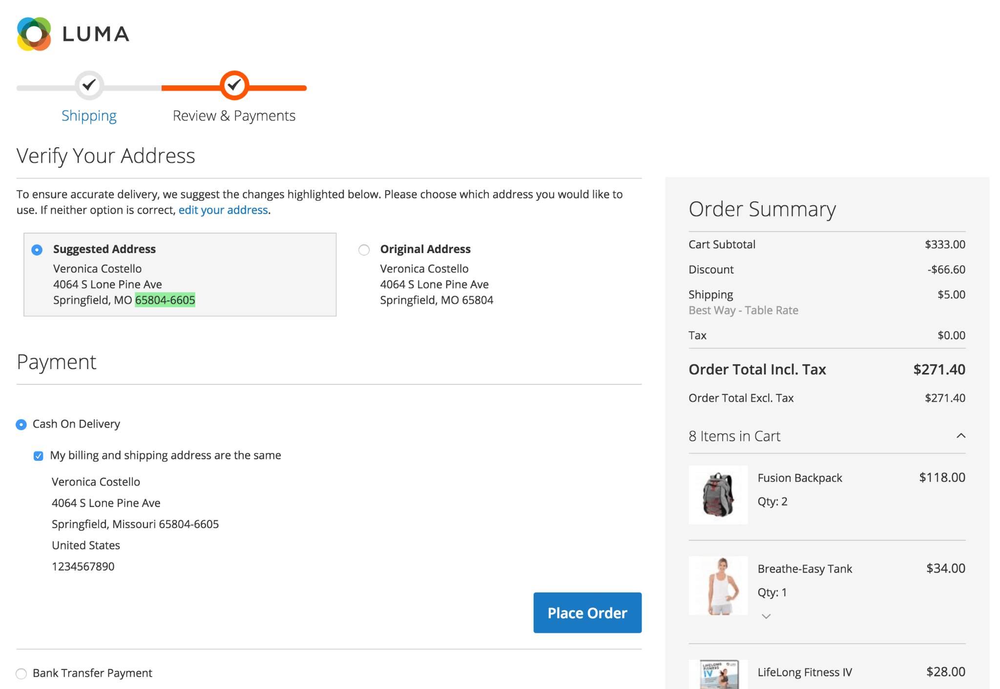 LUMA
Shipping
Review & Payments
Verify Your Address
To ensure accurate delivery, we suggest the changes highlighted below. Please choose which address you would like to
use. If neither option is correct, edit your address.
Suggested Address
Veronica Costello
4064 S Lone Pine Ave
Springfield, MO 65804-6605
Original Address
Veronica Costello
4064 S Lone Pine Ave
Springfield, MO 65804
Payment
Cash On Delivery
My billing and shipping address are the same
Veronica Costello
4064 S Lone Pine Ave
Springfield, Missouri 65804-6605
United States
1234567890
Place Order
Bank Transfer Payment
Order Summary
Cart Subtotal $333.00
Discount -$66.60
Shipping $5.00
Best Way - Table Rate
Tax $0.00
Order Total Incl. Tax $271.40
Order Total Excl. Tax $271.40
8 Items in Cart
Fusion Backpack $118.00
Qty: 2
Breathe-Easy Tank $34.00
Qty: 1
LIFELONG
FITNESS
IV
LifeLong Fitness IV $28.00